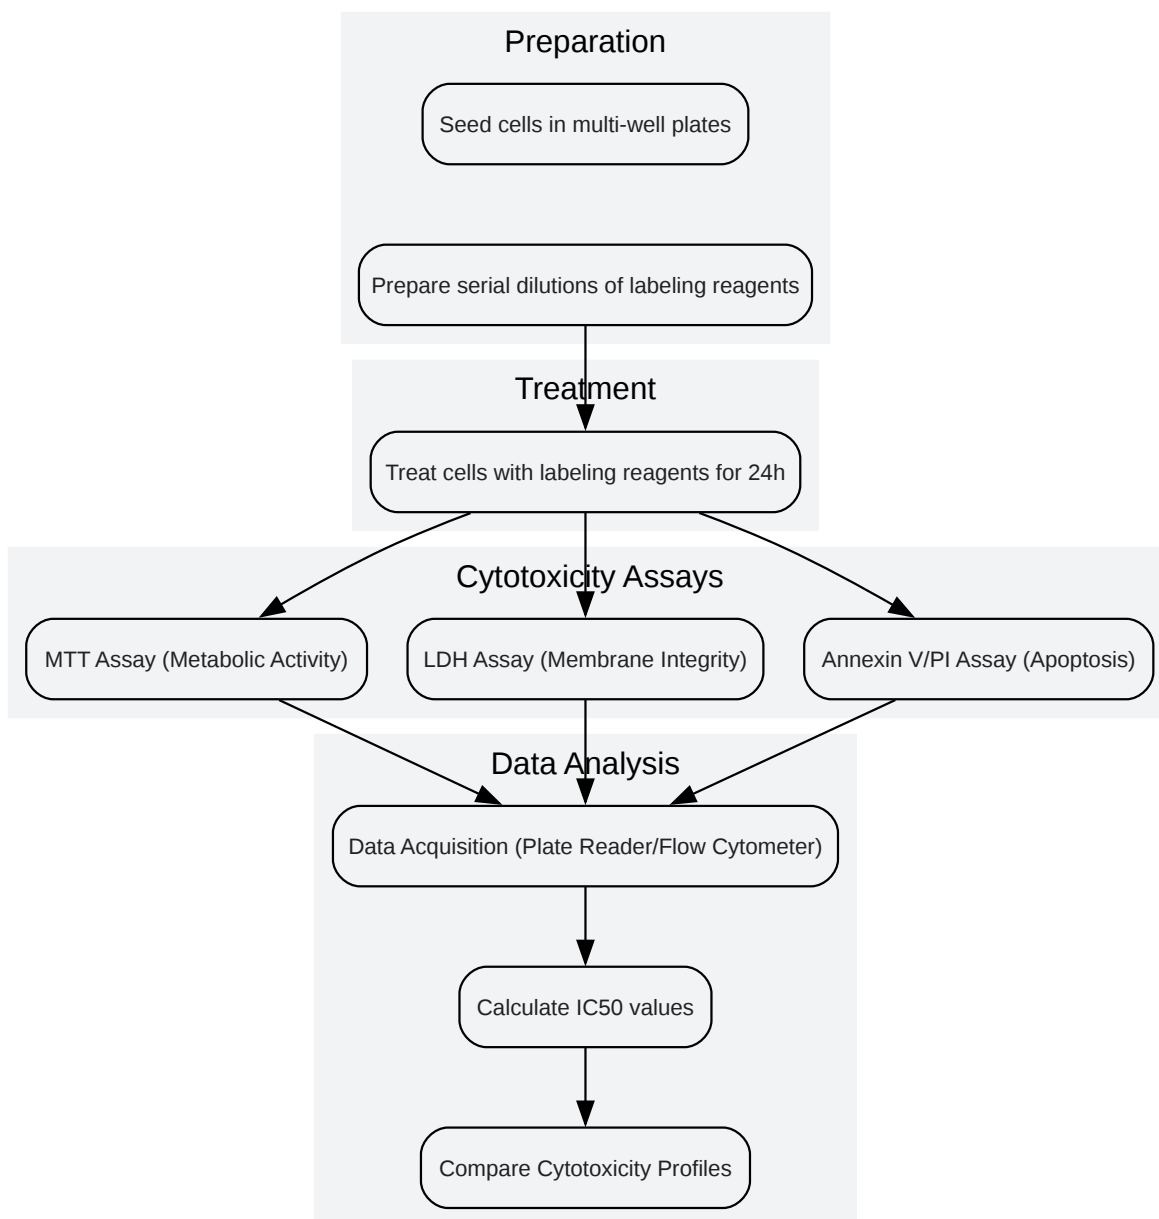 Preparation
Seed cells in multi-well plates
Prepare serial dilutions of labeling reagents
Treatment
Treat cells with labeling reagents for 24h
Cytotoxicity Assays
MTT Assay (Metabolic Activity)
LDH Assay (Membrane Integrity)
Annexin V/PI Assay (Apoptosis)
Data Analysis
Data Acquisition (Plate Reader/Flow Cytometer)
Calculate IC50 values
Compare Cytotoxicity Profiles